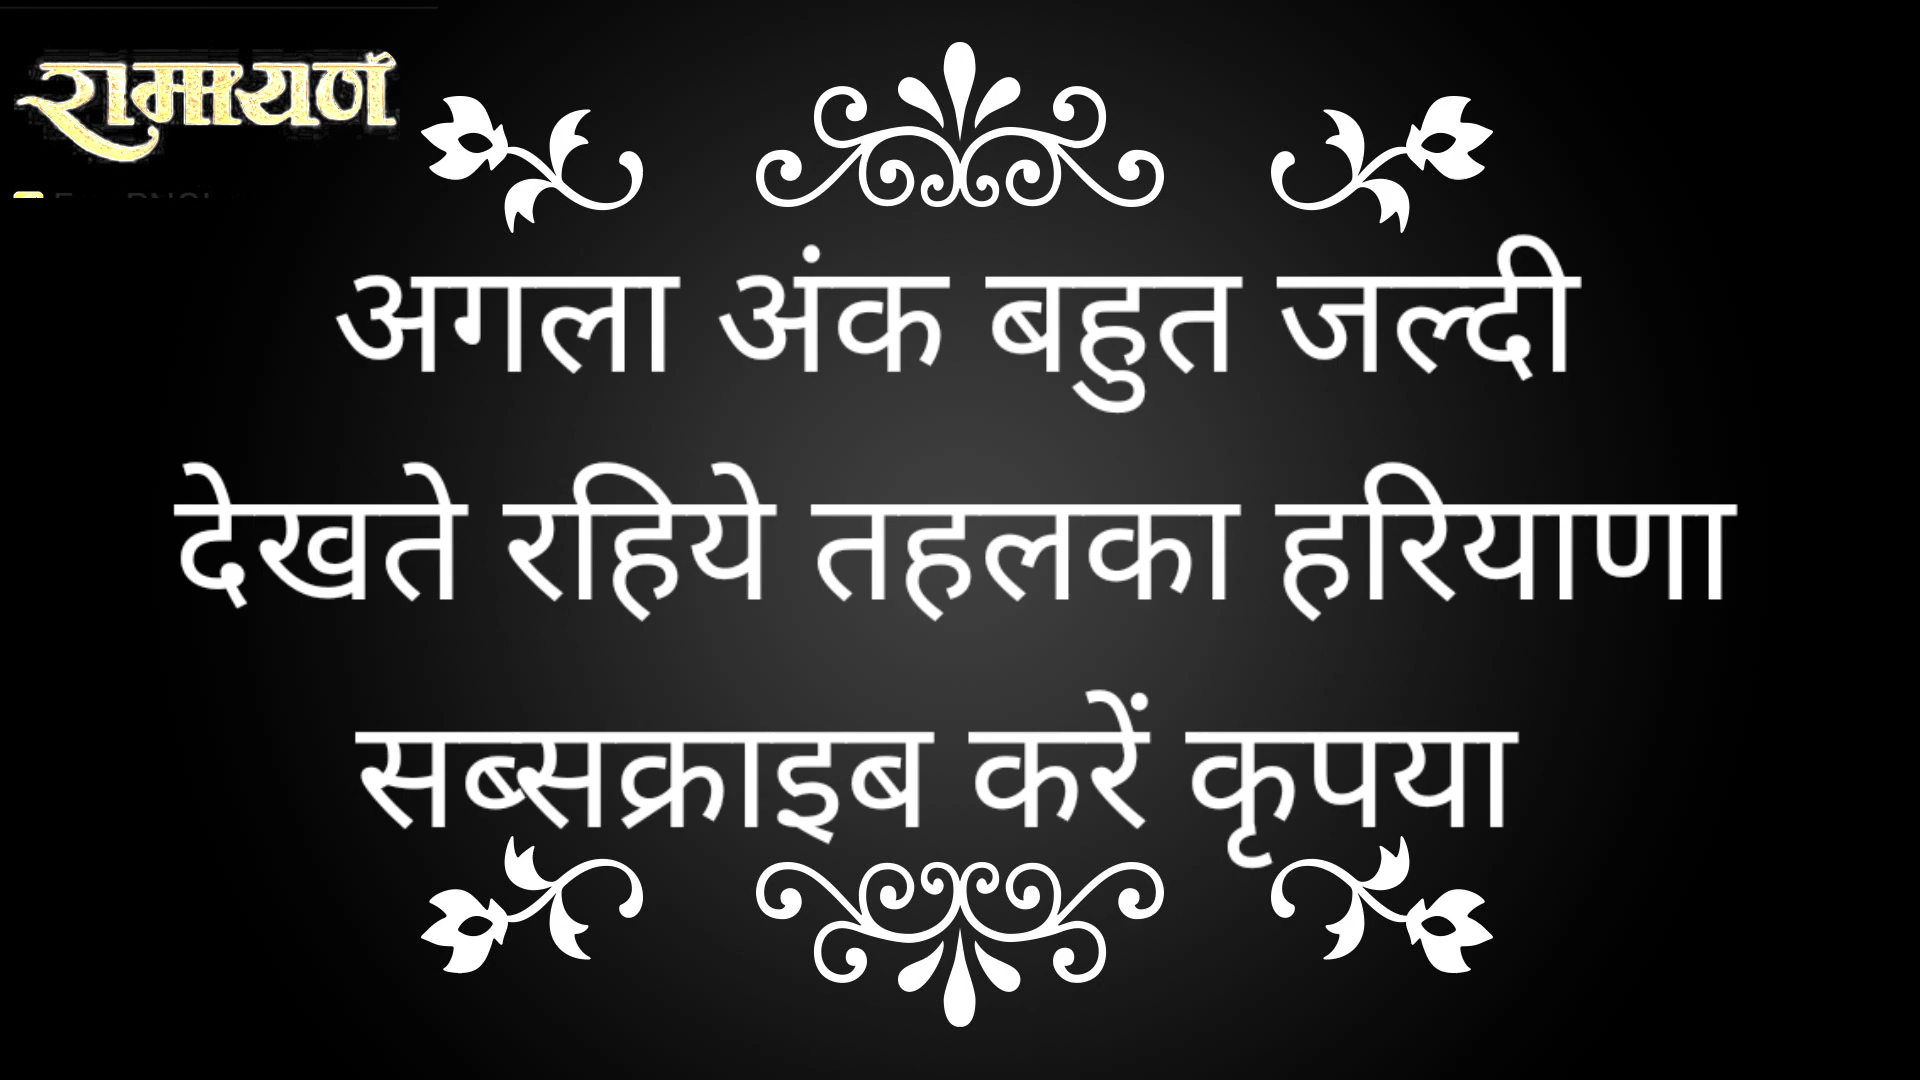 रामायण
अगला अंक बहुत जल्दी
देखते रहिये तहलका हरियाणा
सब्सक्राइब करें कृपया